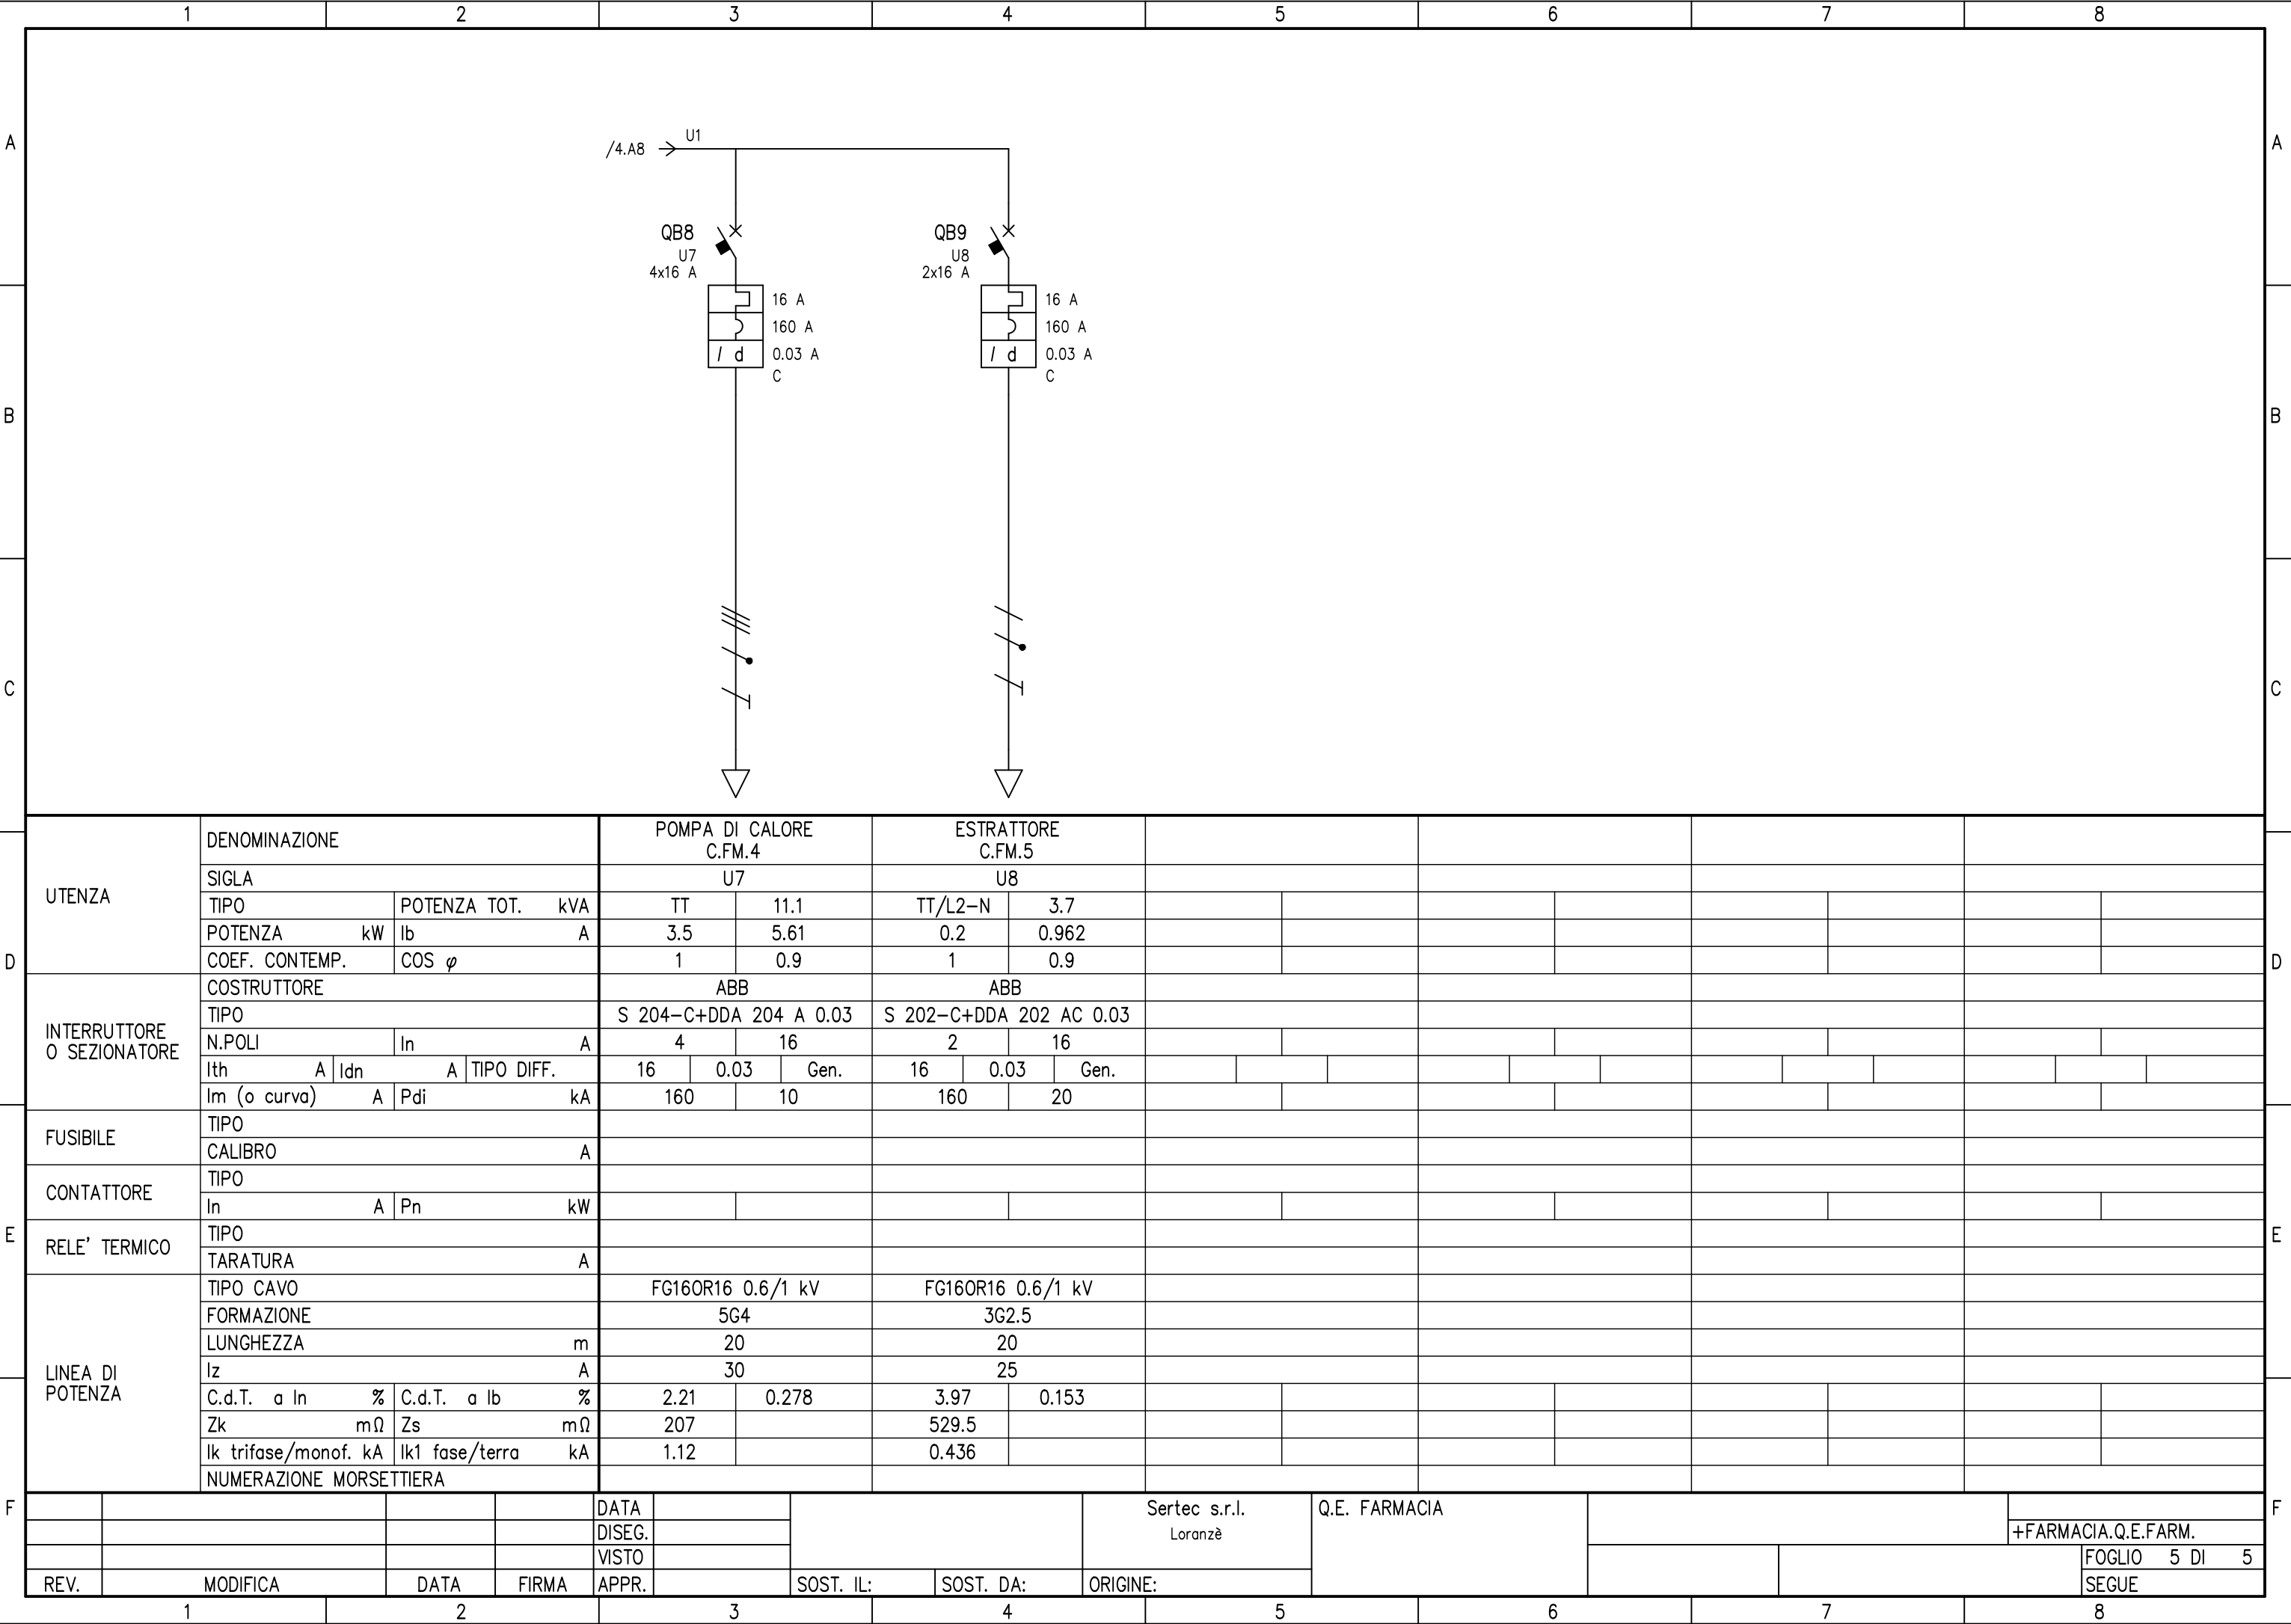 1 2 3 4 5 6 7 8
A A
/4.A8 U1
QB8 QB9
U7 U8
4x16 A 2x16 A
16 A 16 A
160 A 160 A
I d 0.03 A I d 0.03 A
C C
B B
C C
DENOMINAZIONE POMPA DI CALORE ESTRATTORE
C.FM.4 C.FM.5
UTENZA
SIGLA U7 U8
TIPO POTENZA TOT. kVA TT 11.1 TT/L2-N 3.7
POTENZA kW Ib A 3.5 5.61 0.2 0.962
D COEF. CONTEMP. COS φ 1 0.9 1 0.9 D
COSTRUTTORE ABB ABB
TIPO S 204-C+DDA 204 A 0.03 S 202-C+DDA 202 AC 0.03
INTERRUTTORE
O SEZIONATORE
N.POLI In A 4 16 2 16
Ith A Idn A TIPO DIFF. 16 0.03 Gen. 16 0.03 Gen.
Im (o curva) A Pdi kA 160 10 160 20
FUSIBILE
TIPO
CALIBRO A
CONTATTORE
TIPO
In A Pn kW
E RELE' TERMICO E
TIPO
TARATURA A
TIPO CAVO FG16OR16 0.6/1 kV FG16OR16 0.6/1 kV
FORMAZIONE 5G4 3G2.5
LUNGHEZZA m 20 20
LINEA DI
POTENZA
Iz A 30 25
C.d.T. a In % C.d.T. a Ib % 2.21 0.278 3.97 0.153
Zk mΩ Zs mΩ 207 529.5
Ik trifase/monof. kA Ik1 fase/terra kA 1.12 0.436
NUMERAZIONE MORSETTIERA
F DATA Sertec s.r.l. Q.E. FARMACIA F
DISEG. Loranzè +FARMACIA.Q.E.FARM.
VISTO FOGLIO 5 DI 5
REV. MODIFICA DATA FIRMA APPR. SOST. IL: SOST. DA: ORIGINE: SEGUE
1 2 3 4 5 6 7 8